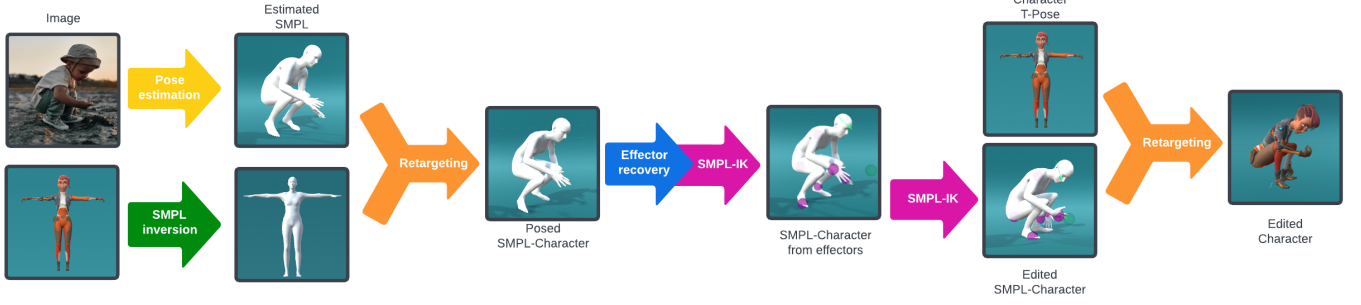 Image
Pose
estimation
Estimated
SMPL
SMPL
inversion
Retargeting
Posed
SMPL-Character
Effector
recovery
SMPL-IK
SMPL-Character
from effectors
SMPL-IK
Character
T-Pose
Edited
SMPL-Character
Retargeting
Edited
Character